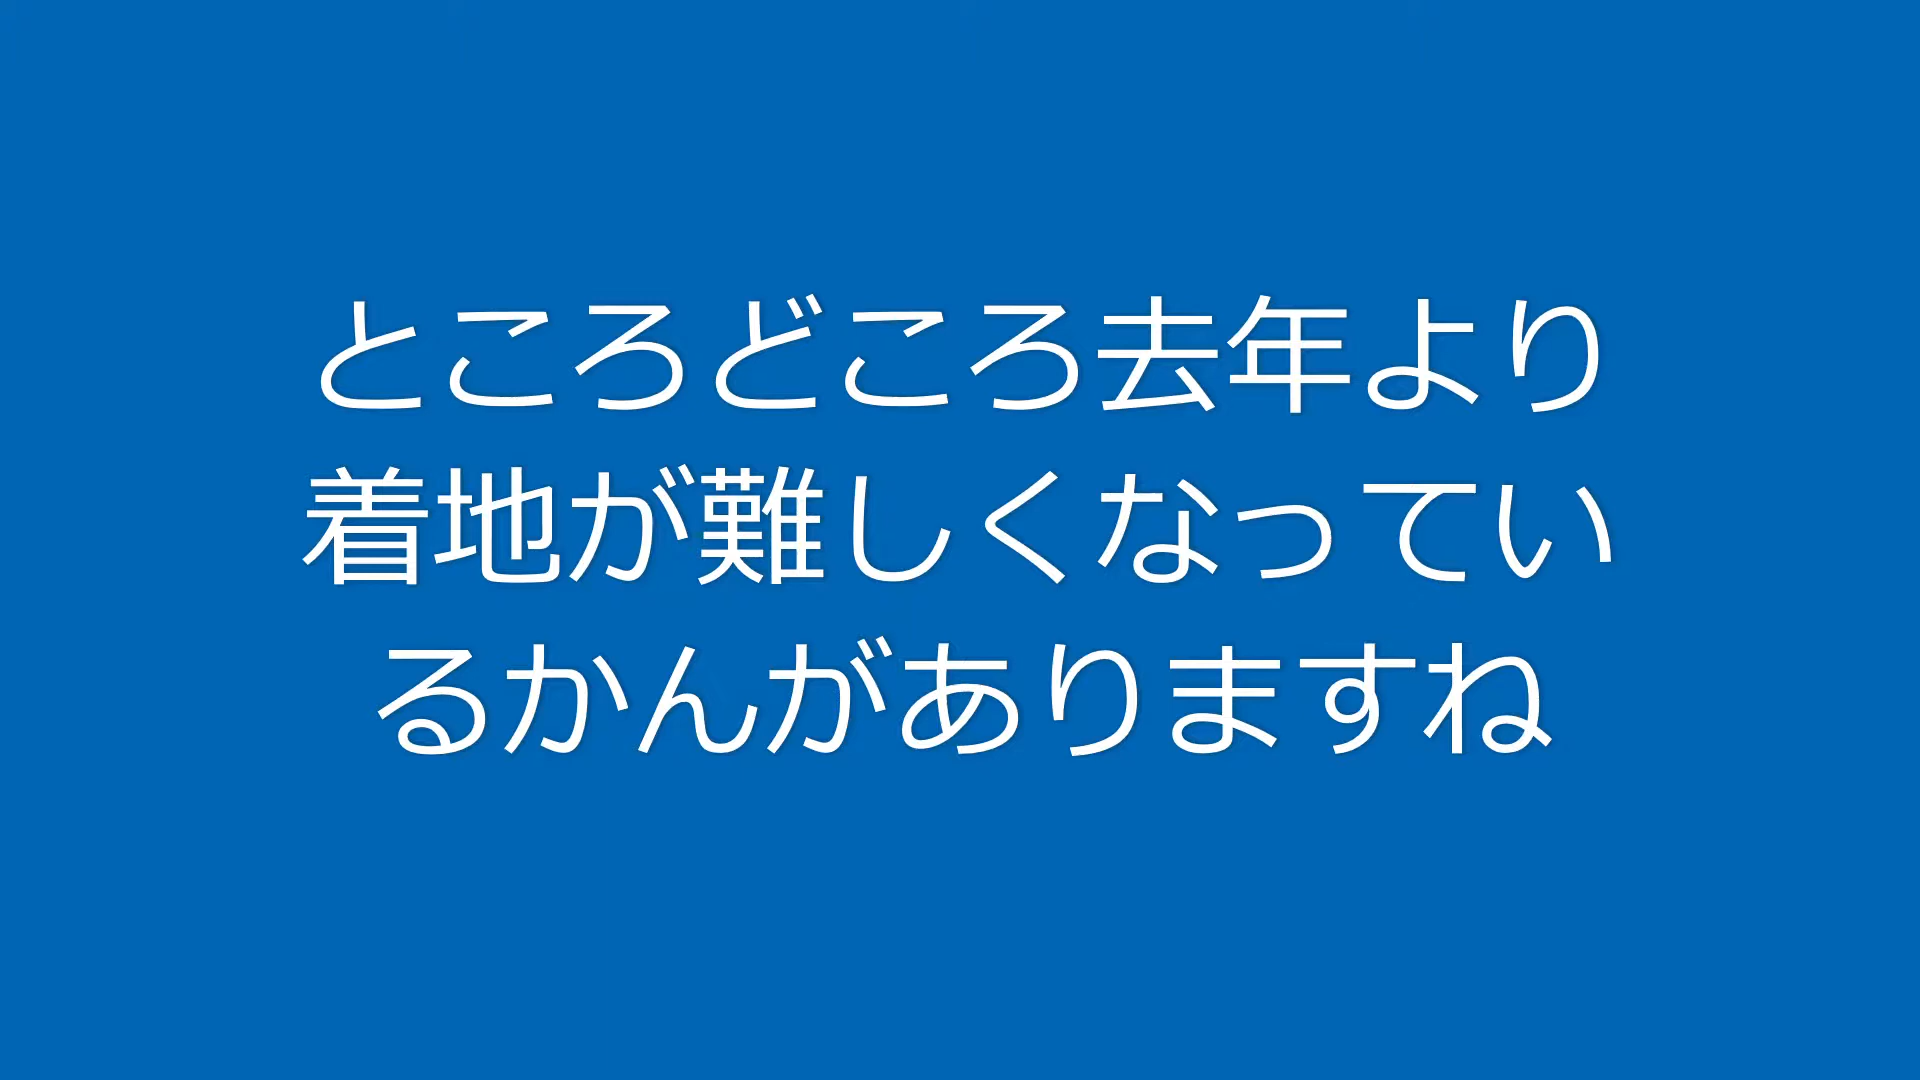 ところどころ去年より
着地が難しくなってい
るかんがありますね